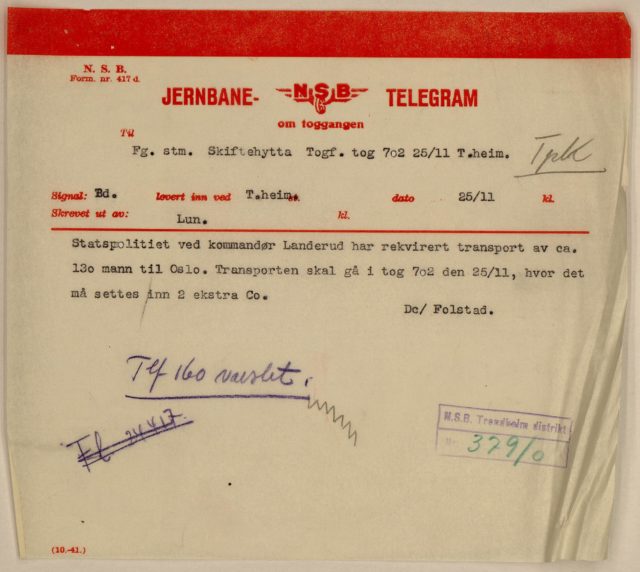 N. S. B.
Form. nr. 417 d.
JERNBANE- NSB TELEGRAM
om toggangen
Til
Fg. stm. Skiftehytta Togf. tog 702 25/11 T.heim.
Signal: Bd. levert inn ved T.heim. dato 25/11 kl.
Skrevet ut av: Lun. kl.
Statspolitiet ved kommandør Landerud har rekvirert transport av ca.
13o mann til Oslo. Transporten skal gå i tog 7o2 den 25/11, hvor det
må settes inn 2 ekstra Co.
Dc/ Folstad.
Tlf 160 varslet.
N.S.B. Trondheim distrikt
Nr. 379/0
(10.-41.)